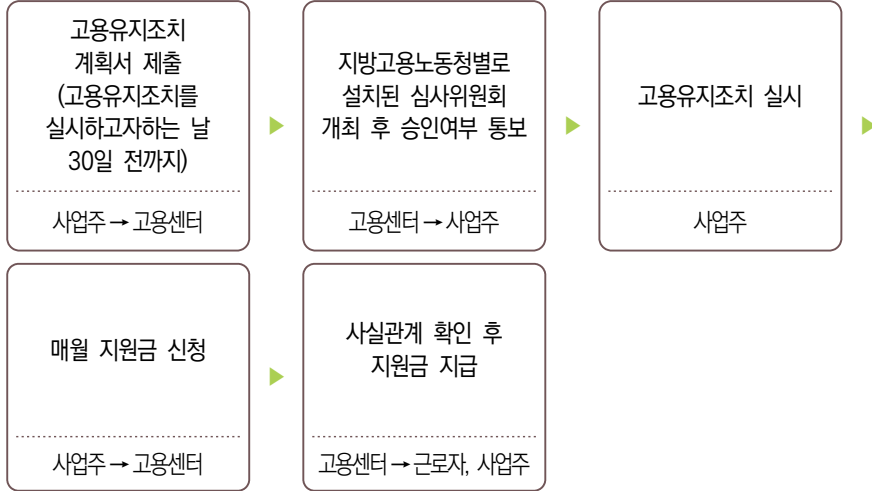 고용유지조치
계획서 제출
(고용유지조치를
실시하고자하는 날
30일 전까지)
사업주 → 고용센터
지방고용노동청별로
설치된 심사위원회
개최 후 승인여부 통보
고용센터 → 사업주
고용유지조치 실시
사업주
매월 지원금 신청
사업주 → 고용센터
사실관계 확인 후
지원금 지급
고용센터 → 근로자, 사업주